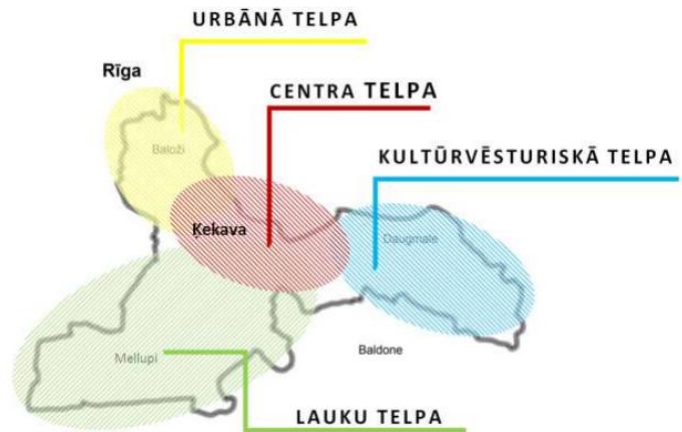 URBĀNĀ TELPA
Rīga
CENTRA TELPA
Baloži
KULTŪRVĒSTURISKĀ TELPA
Ķekava
Daugmale
Mellupi
Baldone
LAUKU TELPA